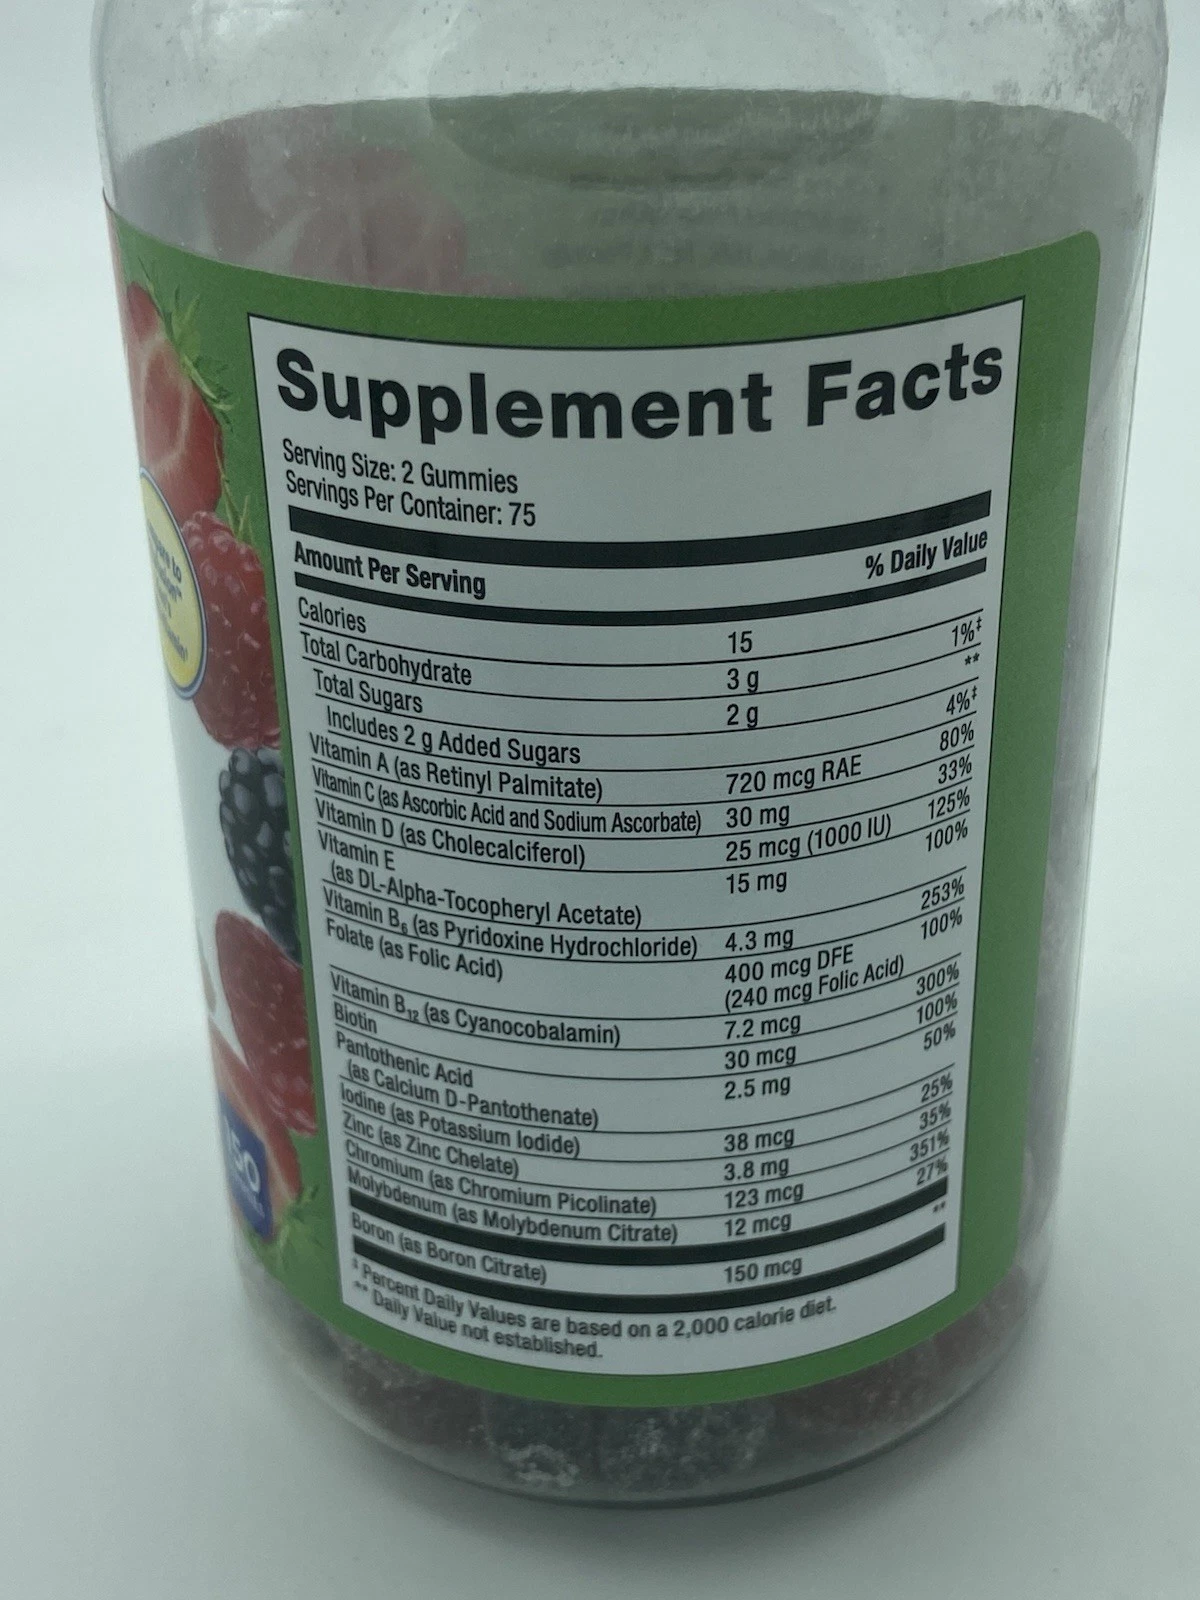 Supplement Facts
Serving Size: 2 Gummies
Servings Per Container: 75
Amount Per Serving % Daily Value
Calories 15
Total Carbohydrate 3 g 1%‡
Total Sugars 2 g **
Includes 2 g Added Sugars 4%‡
Vitamin A (as Retinyl Palmitate) 720 mcg RAE 80%
Vitamin C (as Ascorbic Acid and Sodium Ascorbate) 30 mg 33%
Vitamin D (as Cholecalciferol) 25 mcg (1000 IU) 125%
Vitamin E 15 mg 100%
(as DL-Alpha-Tocopheryl Acetate)
Vitamin B6 (as Pyridoxine Hydrochloride) 4.3 mg 253%
Folate (as Folic Acid) 400 mcg DFE 100%
(240 mcg Folic Acid)
Vitamin B12 (as Cyanocobalamin) 7.2 mcg 300%
Biotin 30 mcg 100%
Pantothenic Acid 2.5 mg 50%
(as Calcium D-Pantothenate)
Iodine (as Potassium Iodide) 38 mcg 25%
Zinc (as Zinc Chelate) 3.8 mg 35%
Chromium (as Chromium Picolinate) 123 mcg 351%
Molybdenum (as Molybdenum Citrate) 12 mcg 27%
Boron (as Boron Citrate) 150 mcg **
‡ Percent Daily Values are based on a 2,000 calorie diet.
** Daily Value not established.
to
50